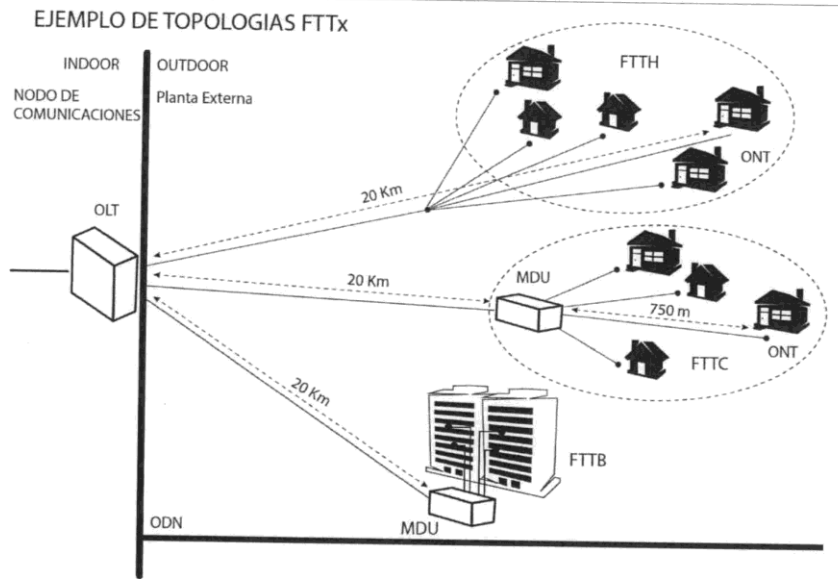 EJEMPLO DE TOPOLOGIAS FTTx
INDOOR
OUTDOOR
NODO DE
COMUNICACIONES
Planta Externa
FTTH
ONT
20 Km
OLT
20 Km
MDU
750 m
ONT
FTTC
20 Km
FTTB
MDU
ODN